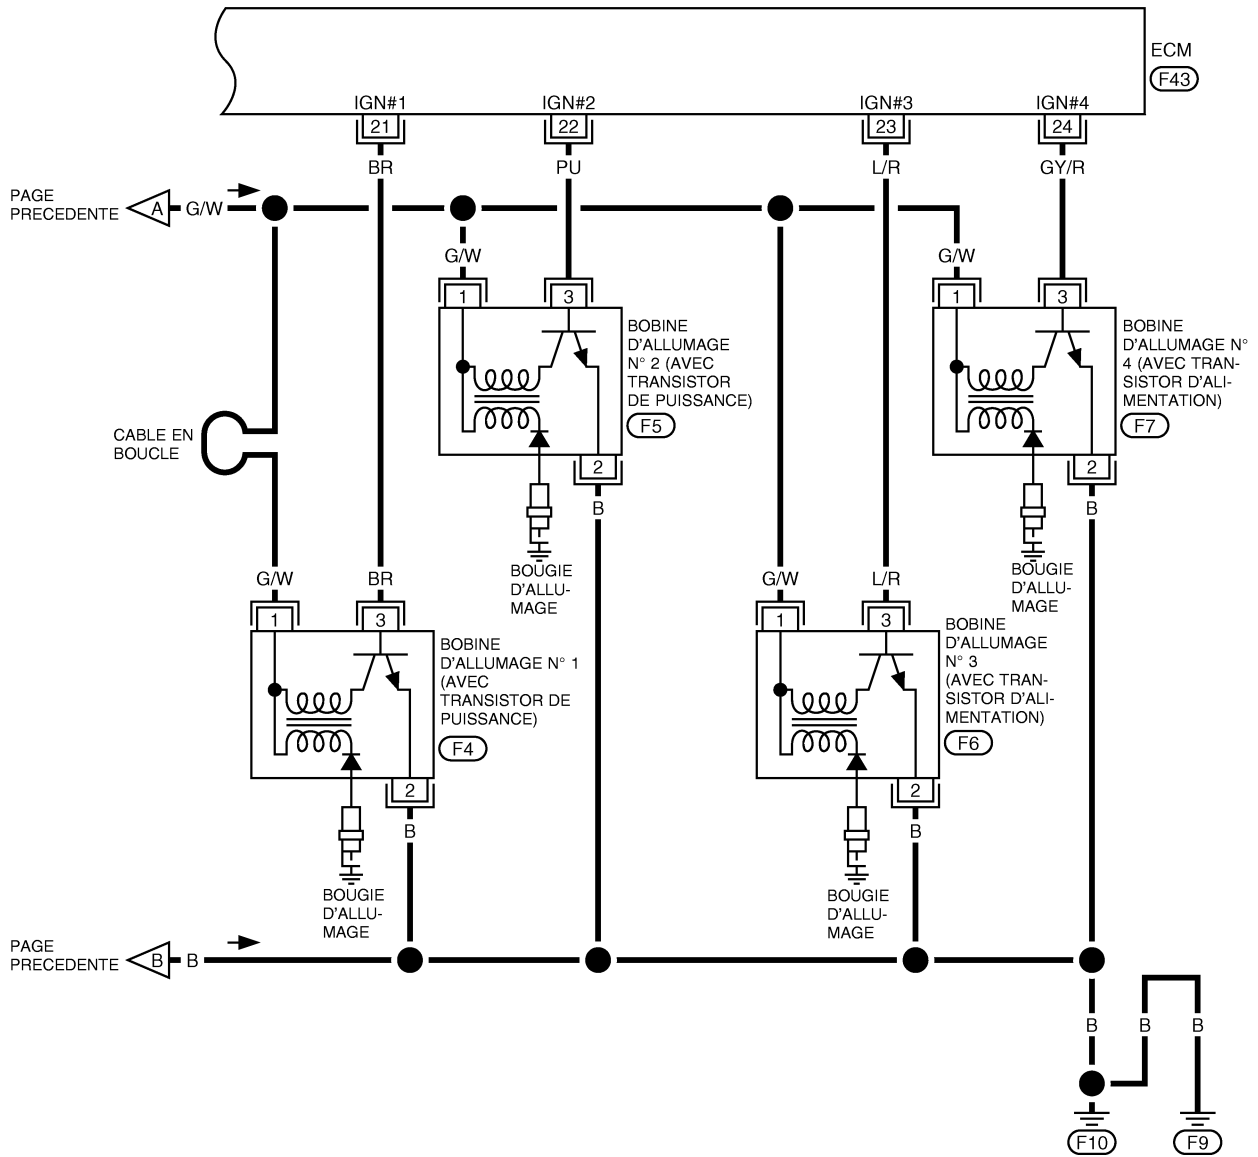 ECM
F43
IGN#1
IGN#2
IGN#3
IGN#4
21
22
23
24
BR
PU
L/R
GY/R
PAGE
PRECEDENTE
A
G/W
G/W
G/W
1
3
1
3
BOBINE
D'ALLUMAGE
N° 2 (AVEC
TRANSISTOR
DE PUISSANCE)
F5
BOBINE
D'ALLUMAGE N°
4 (AVEC TRAN-
SISTOR D'ALI-
MENTATION)
F7
CABLE EN
BOUCLE
2
2
B
B
BOUGIE
D'ALLU-
MAGE
BOUGIE
D'ALLU-
MAGE
G/W
BR
G/W
L/R
1
3
1
3
BOBINE
D'ALLUMAGE N° 1
(AVEC
TRANSISTOR DE
PUISSANCE)
F4
BOBINE
D'ALLUMAGE
N° 3
(AVEC TRAN-
SISTOR D'ALI-
MENTATION)
F6
2
2
B
B
BOUGIE
D'ALLU-
MAGE
BOUGIE
D'ALLU-
MAGE
PAGE
PRECEDENTE
B
B
B
B
B
F10
F9